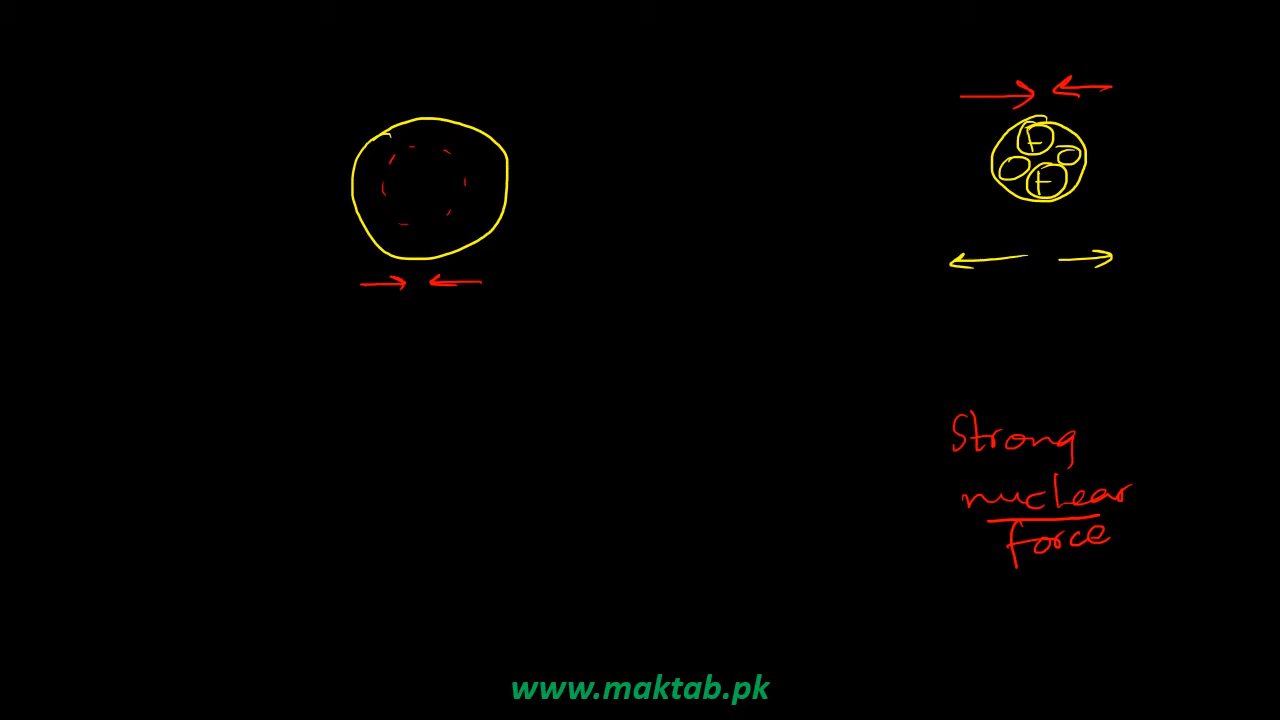 +
+
Strong
nuclear
force
www.maktab.pk